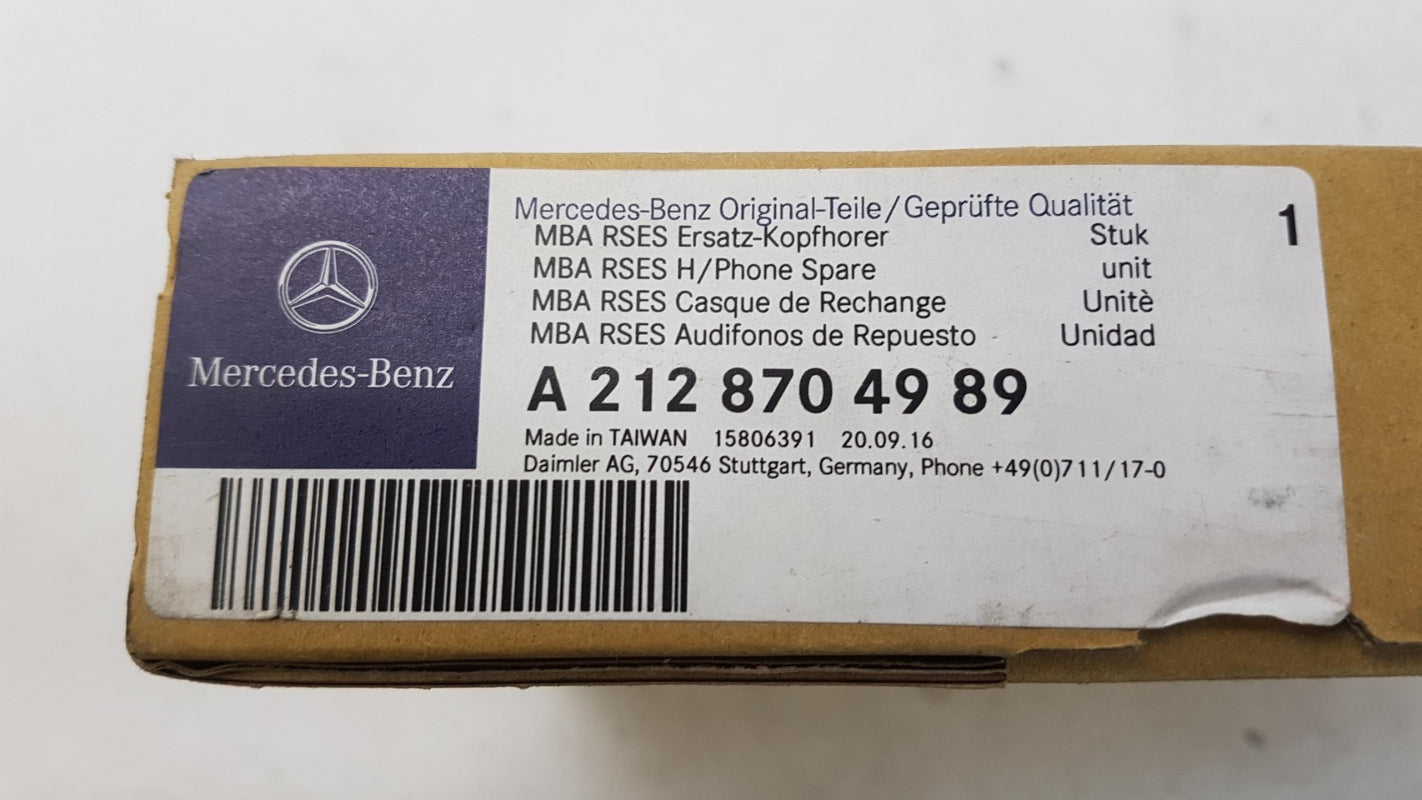 Mercedes-Benz
Mercedes-Benz Original-Teile/Geprüfte Qualität
MBA RSES Ersatz-Kopfhorer Stuk 1
MBA RSES H/Phone Spare unit
MBA RSES Casque de Rechange Unitè
MBA RSES Audifonos de Repuesto Unidad
A 212 870 49 89
Made in TAIWAN 15806391 20.09.16
Daimler AG, 70546 Stuttgart, Germany, Phone +49(0)711/17-0